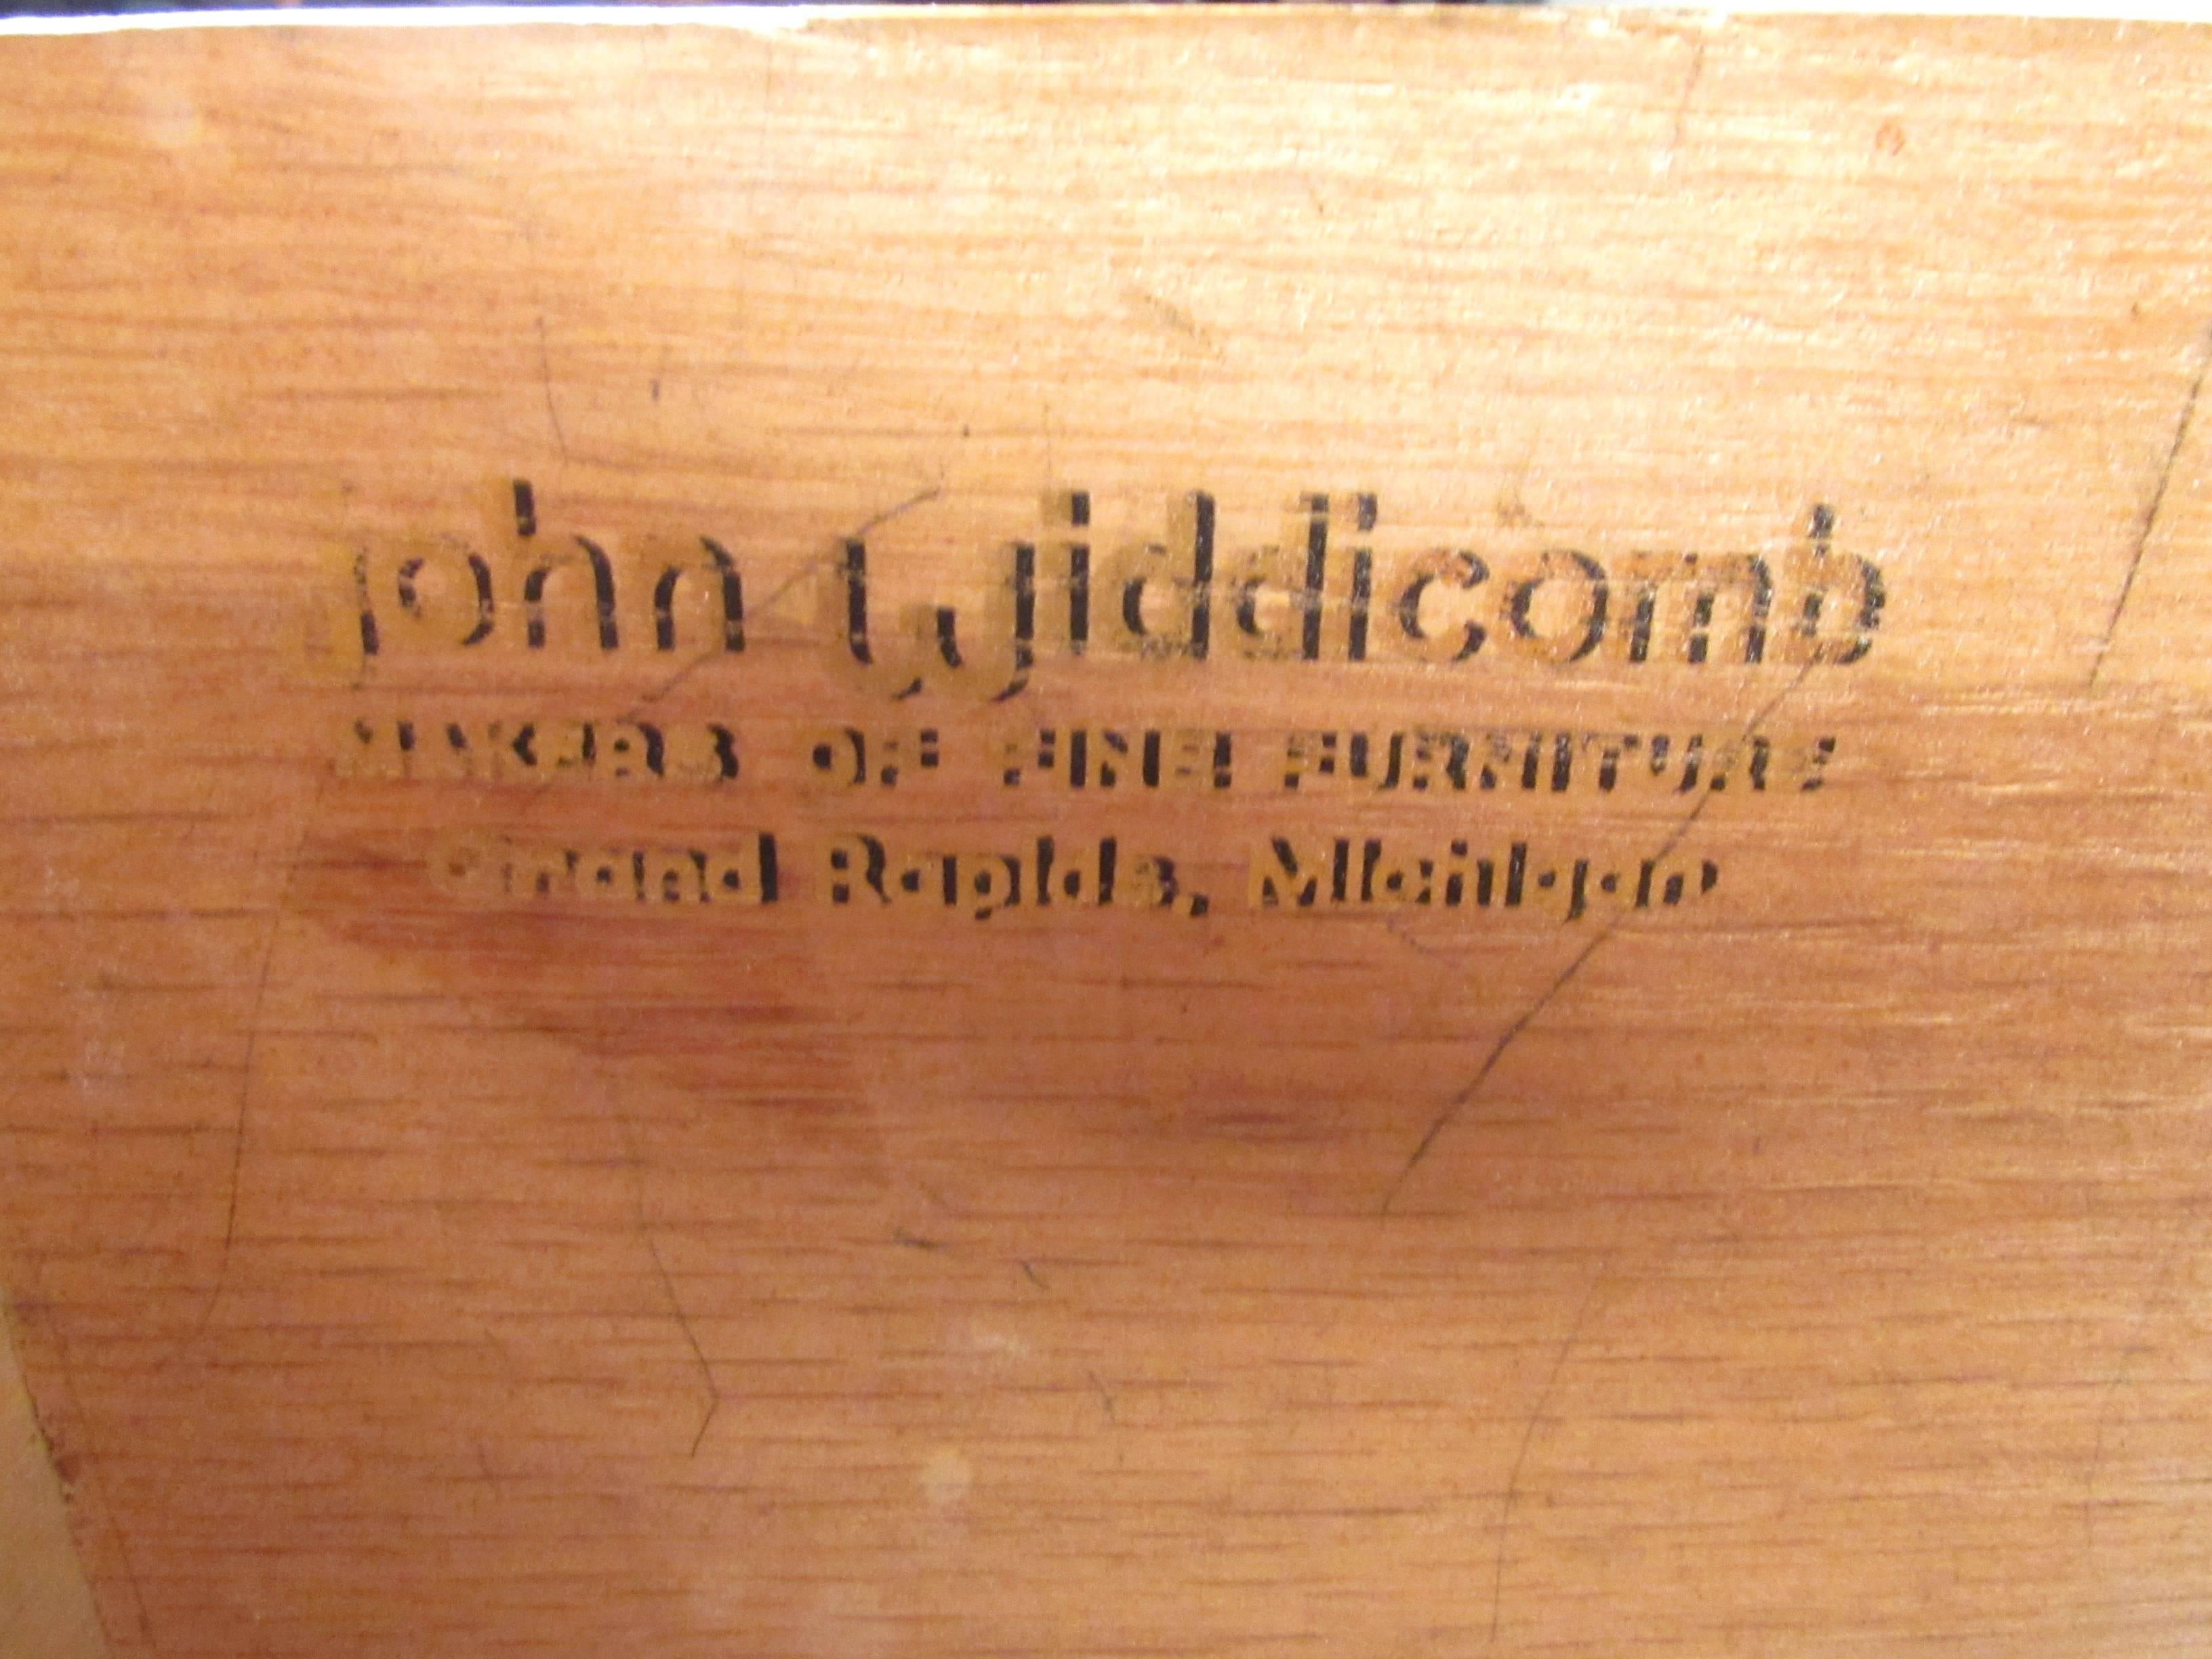 John Widdicomb
MAKERS OF FINE FURNITURE
Grand Rapids, Michigan